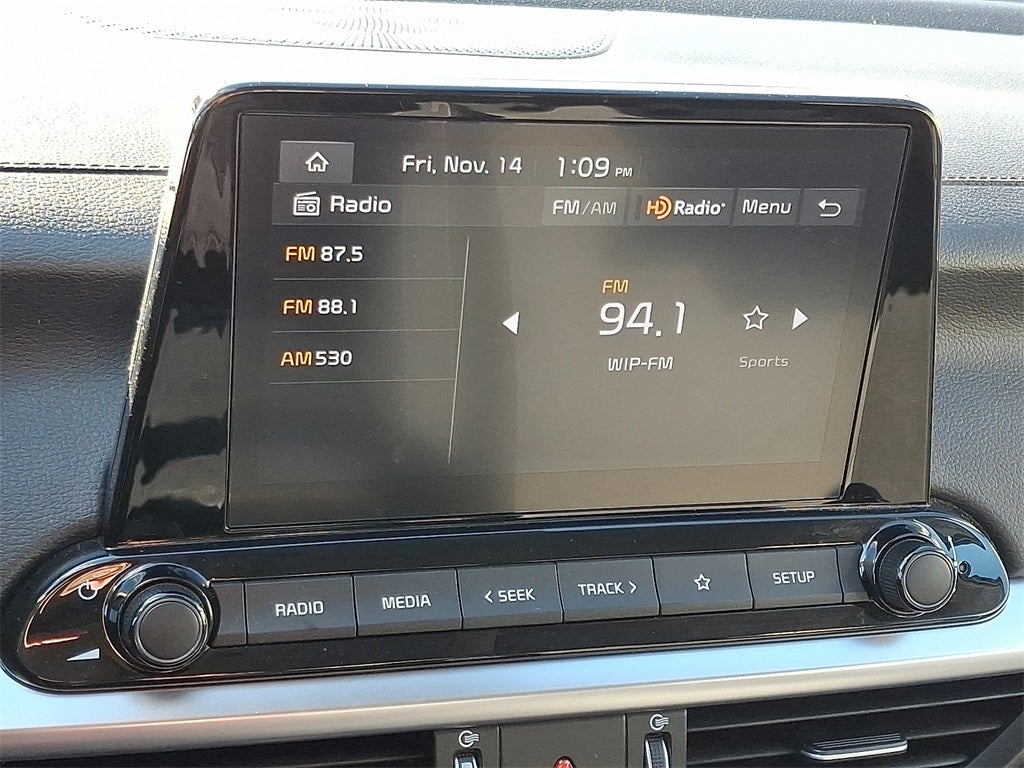 Fri, Nov. 14 1:09 PM
Radio FM/AM HD Radio Menu
FM 87.5
FM 88.1
AM 530
FM
94.1
WIP-FM Sports
RADIO MEDIA < SEEK TRACK > SETUP